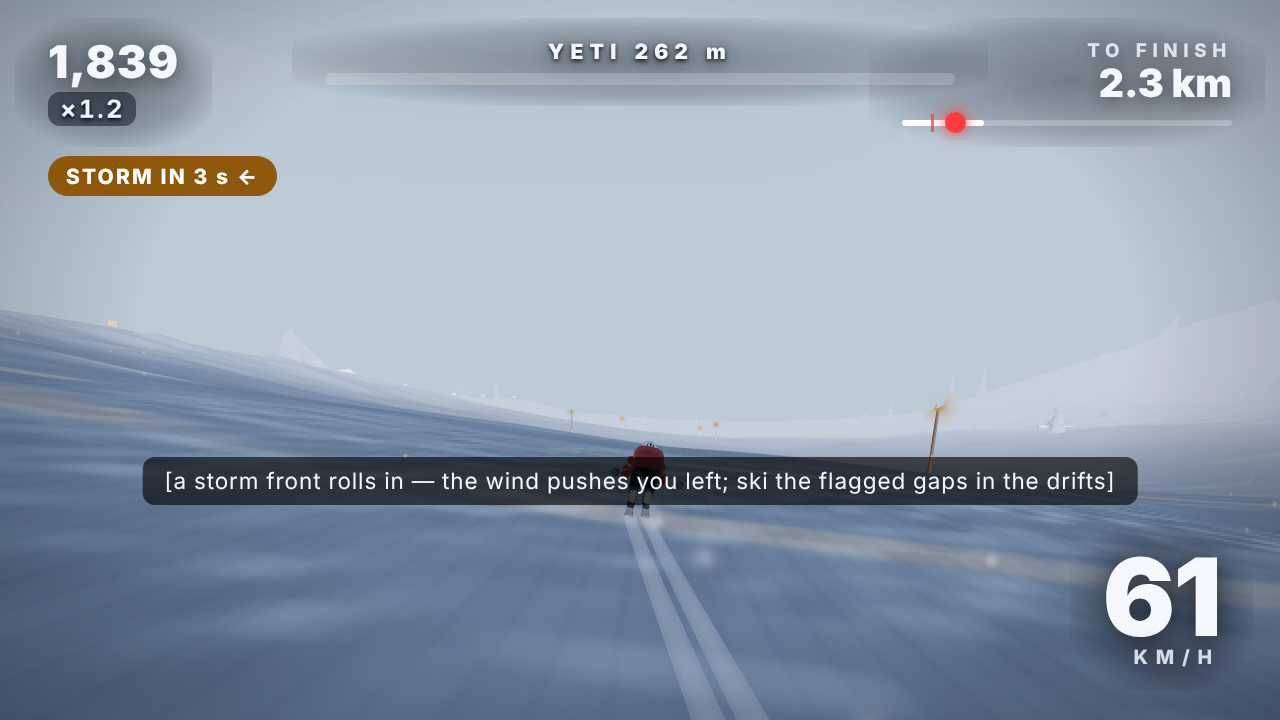 1,839
×1.2
YETI 262 m
TO FINISH
2.3 km
STORM IN 3 s ←
[a storm front rolls in — the wind pushes you left; ski the flagged gaps in the drifts]
61
KM/H